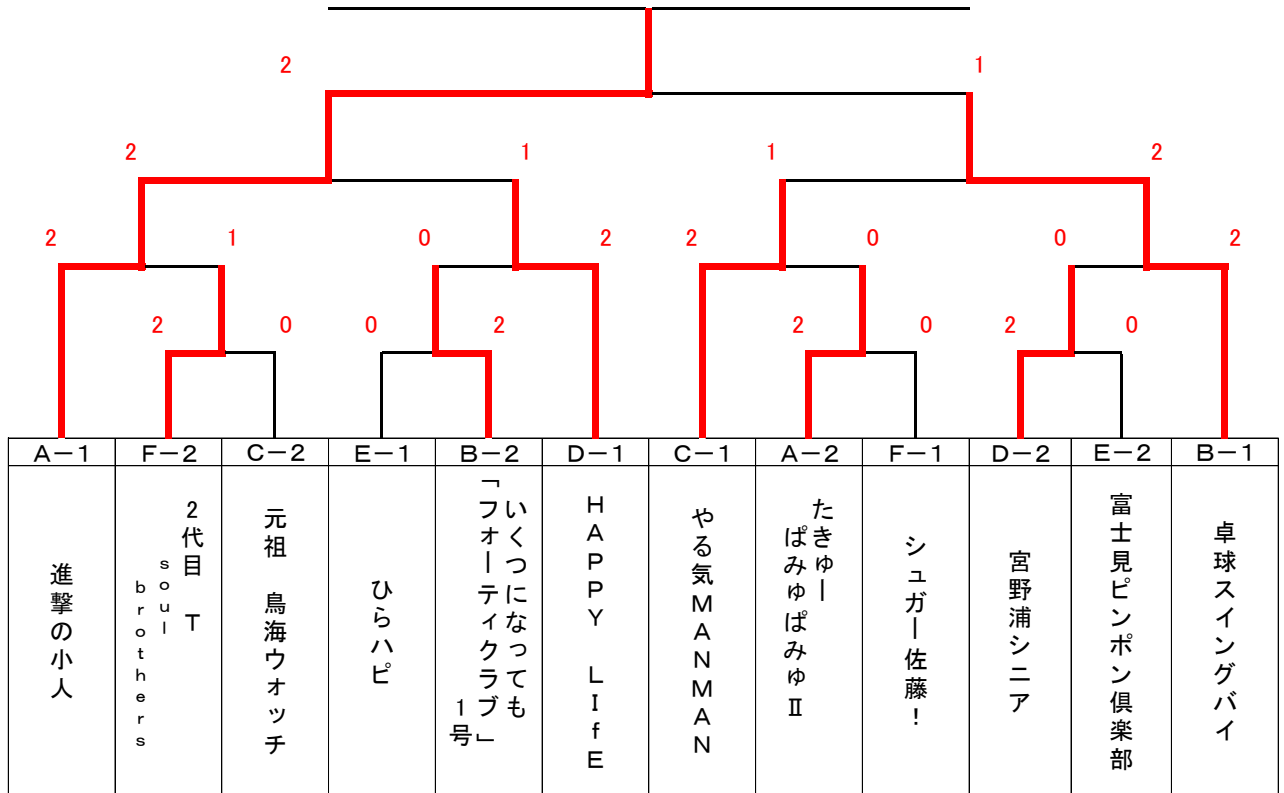 2 1
2 1 1 2
2 1 0 2 2 0 0 2
2 0 0 2 2 0 2 0
A-1 F-2 C-2 E-1 B-2 D-1 C-1 A-2 F-1 D-2 E-2 B-1
進撃の小人
2代目 T
soul
brothers
元祖 鳥海ウォッチ
ひらハピ
いくつになっても
「フォーティクラブ」
1号
HAPPY LIfE
やる気MANMAN
たきゅー
ぱみゅぱみゅⅡ
シュガー佐藤!
宮野浦シニア
富士見ピンポン倶楽部
卓球スイングバイ